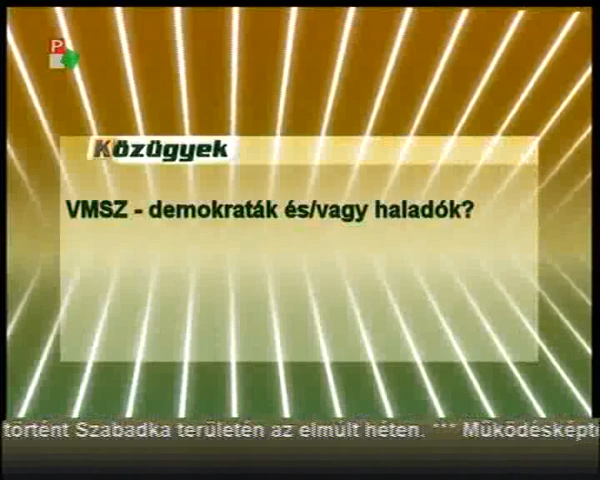 P
Közügyek
VMSZ - demokraták és/vagy haladók?
történt Szabadka területén az elmúlt héten. *** Működésképt